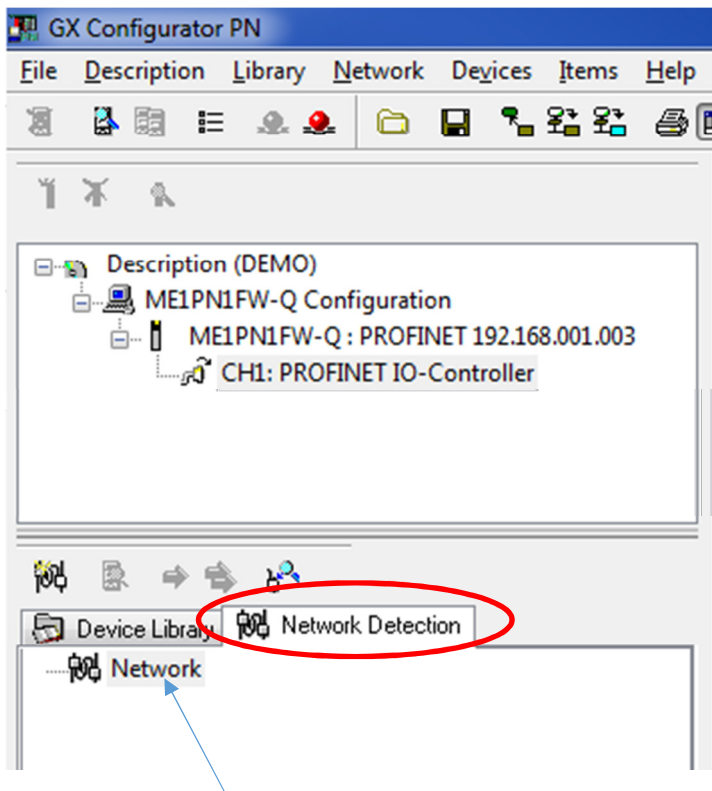 GX Configurator PN
File Description Library Network Devices Items Help
Description (DEMO)
ME1PN1FW-Q Configuration
ME1PN1FW-Q : PROFINET 192.168.001.003
CH1: PROFINET IO-Controller
Device Library Network Detection
Network